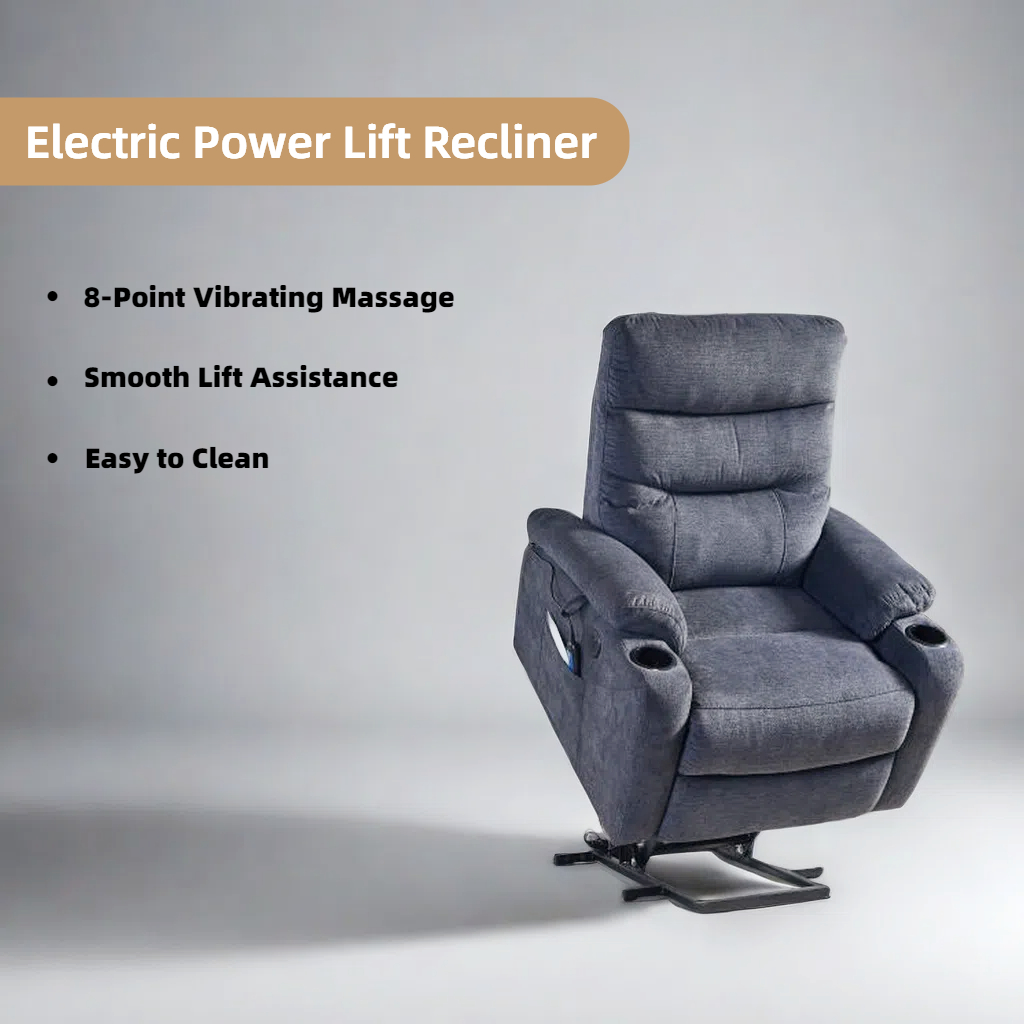 Electric Power Lift Recliner
• 8-Point Vibrating Massage
• Smooth Lift Assistance
• Easy to Clean